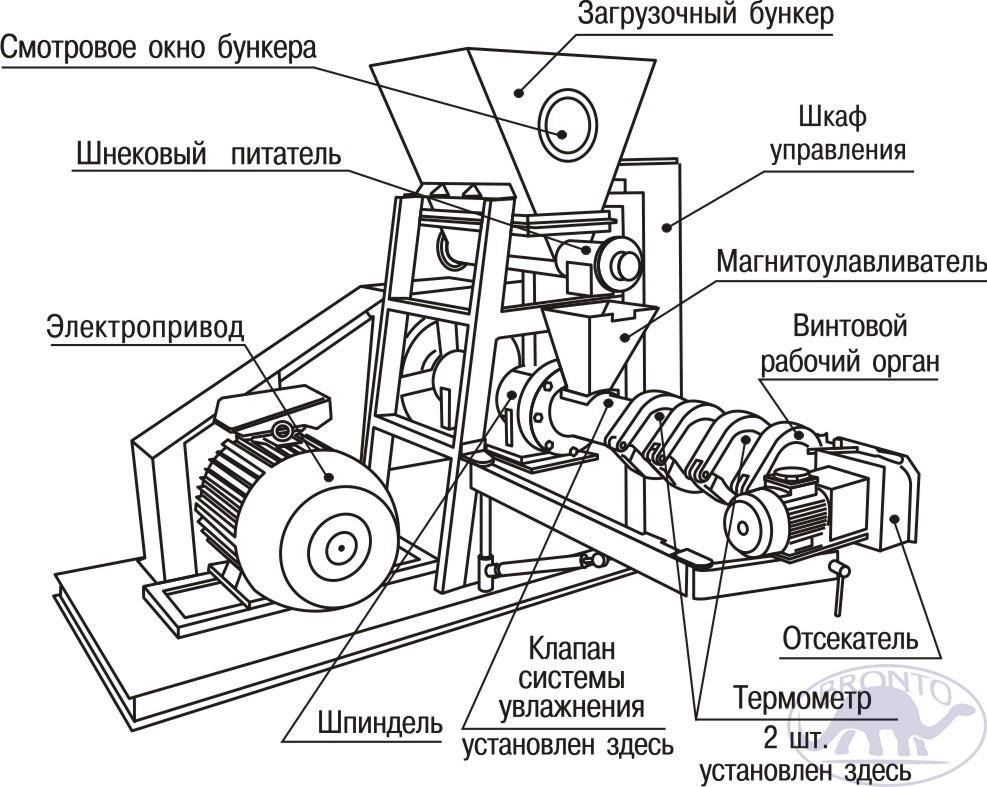 Загрузочный бункер
Смотровое окно бункера
Шкаф
управления
Шнековый питатель
Магнитоулавливатель
Электропривод
Винтовой
рабочий орган
Отсекатель
Клапан
системы
увлажнения
установлен здесь
Шпиндель
Термометр
2 шт.
установлен здесь
BRONTO